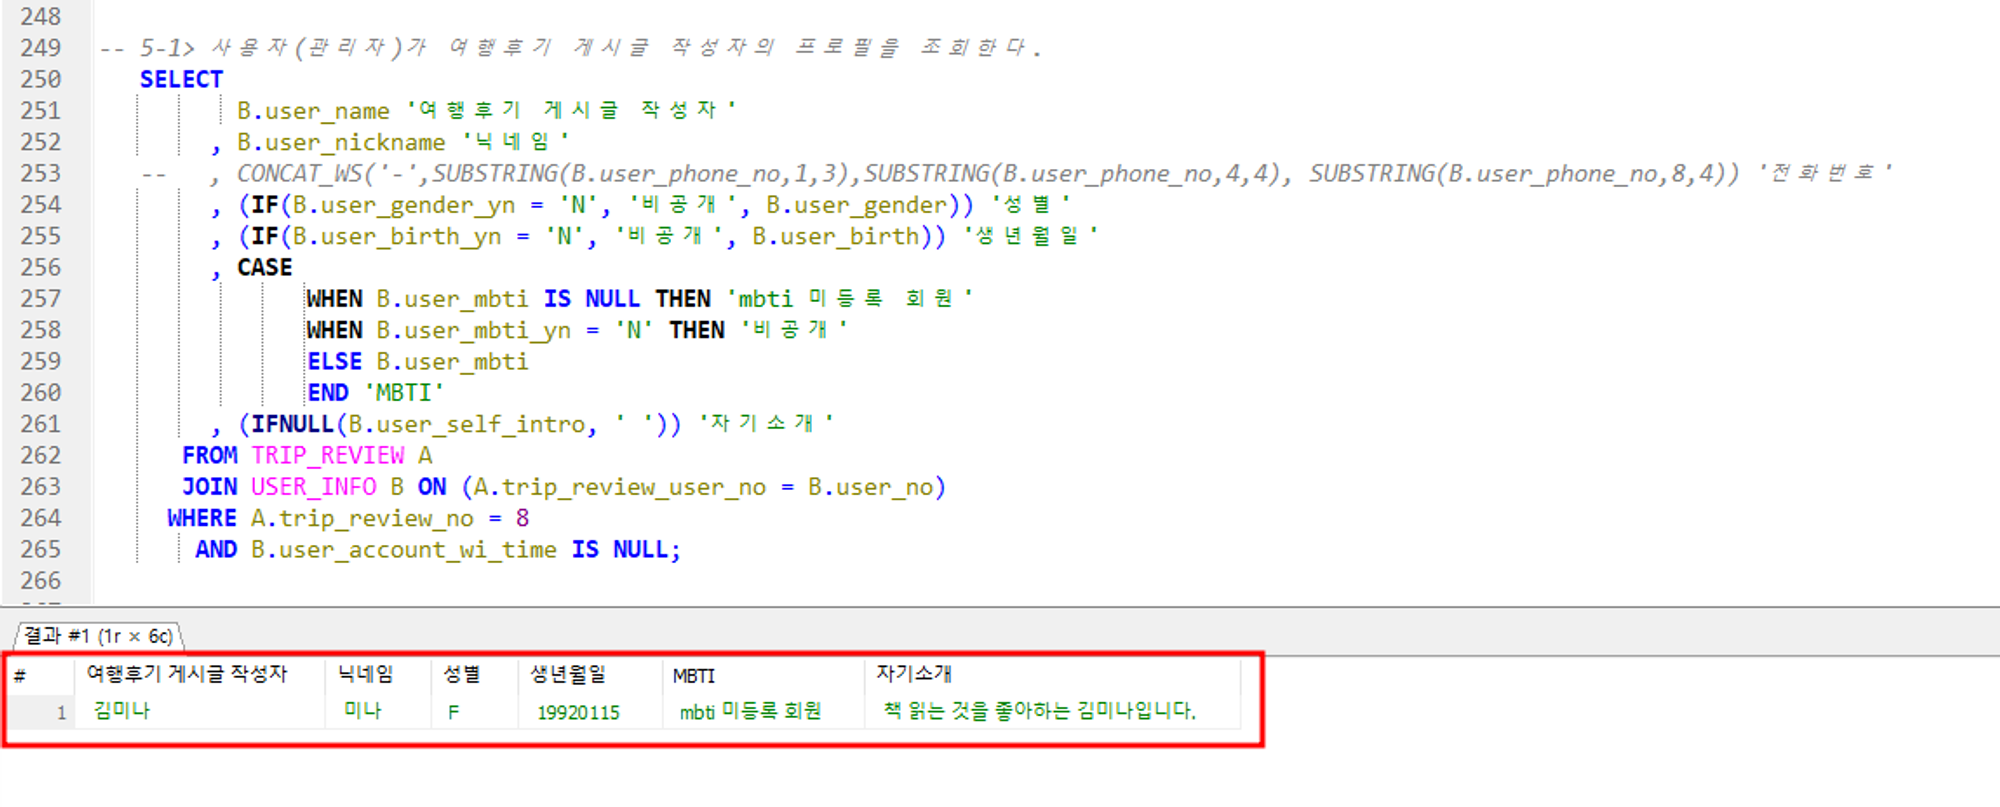 248
249 -- 5-1> 사용자(관리자)가 여행후기 게시글 작성자의 프로필을 조회한다.
250 SELECT
251 B.user_name '여행후기 게시글 작성자'
252 , B.user_nickname '닉네임'
253 -- , CONCAT_WS('-',SUBSTRING(B.user_phone_no,1,3),SUBSTRING(B.user_phone_no,4,4), SUBSTRING(B.user_phone_no,8,4)) '전화번호'
254 , (IF(B.user_gender_yn = 'N', '비공개', B.user_gender)) '성별'
255 , (IF(B.user_birth_yn = 'N', '비공개', B.user_birth)) '생년월일'
256 , CASE
257 WHEN B.user_mbti IS NULL THEN 'mbti 미등록 회원'
258 WHEN B.user_mbti_yn = 'N' THEN '비공개'
259 ELSE B.user_mbti
260 END 'MBTI'
261 , (IFNULL(B.user_self_intro, ' ')) '자기소개'
262 FROM TRIP_REVIEW A
263 JOIN USER_INFO B ON (A.trip_review_user_no = B.user_no)
264 WHERE A.trip_review_no = 8
265 AND B.user_account_wi_time IS NULL;
266
결과 #1 (1r × 6c)
# 여행후기 게시글 작성자 닉네임 성별 생년월일 MBTI 자기소개
1 김미나 미나 F 19920115 mbti 미등록 회원 책 읽는 것을 좋아하는 김미나입니다.